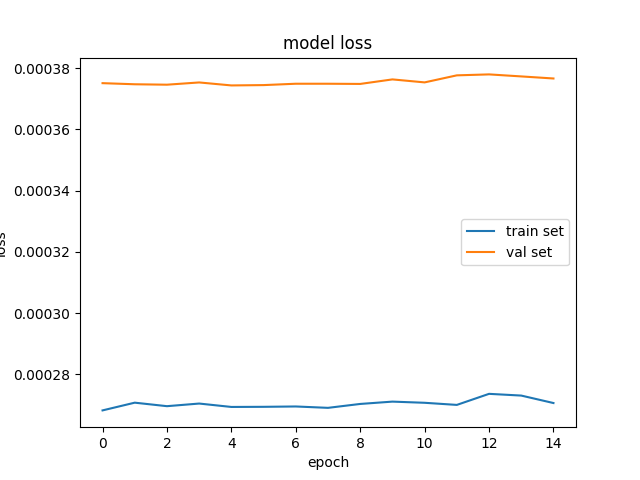 model loss
0.00038
0.00036
0.00034
0.00032
0.00030
0.00028
loss
train set
val set
0 2 4 6 8 10 12 14
epoch